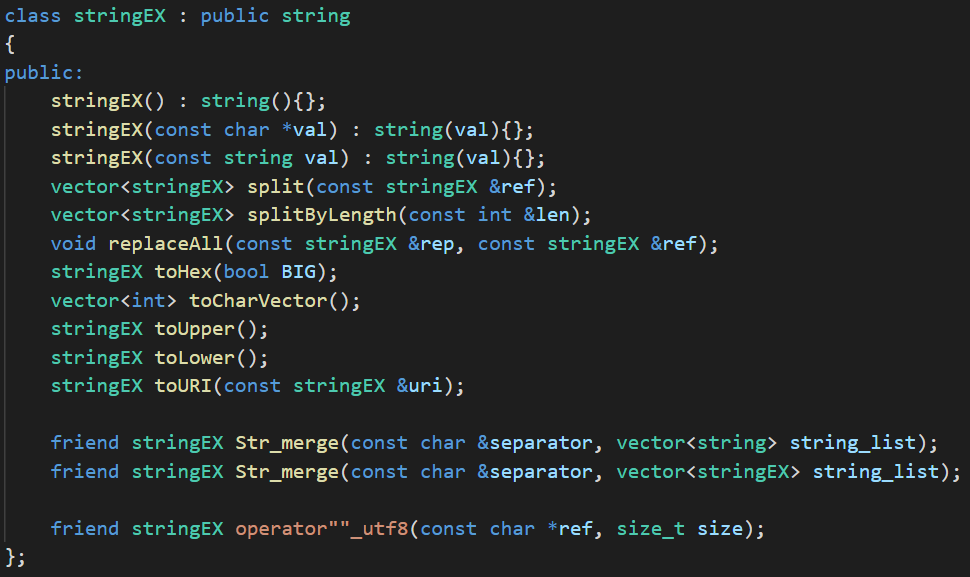 class stringEX : public string
{
public:
    stringEX() : string(){};
    stringEX(const char *val) : string(val){};
    stringEX(const string val) : string(val){};
    vector<stringEX> split(const stringEX &ref);
    vector<stringEX> splitByLength(const int &len);
    void replaceAll(const stringEX &rep, const stringEX &ref);
    stringEX toHex(bool BIG);
    vector<int> toCharVector();
    stringEX toUpper();
    stringEX toLower();
    stringEX toURI(const stringEX &uri);

    friend stringEX Str_merge(const char &separator, vector<string> string_list);
    friend stringEX Str_merge(const char &separator, vector<stringEX> string_list);

    friend stringEX operator""_utf8(const char *ref, size_t size);
};